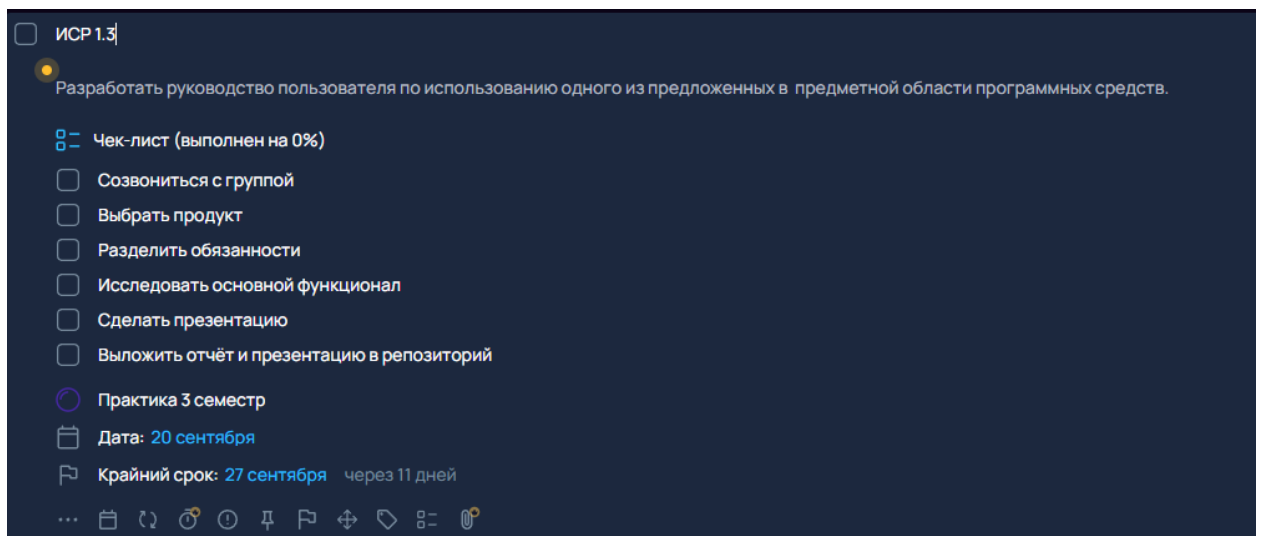 ИСР 1.3
Разработать руководство пользователя по использованию одного из предложенных в предметной области программных средств.
Чек-лист (выполнен на 0%)
Созвониться с группой
Выбрать продукт
Разделить обязанности
Исследовать основной функционал
Сделать презентацию
Выложить отчёт и презентацию в репозиторий
Практика 3 семестр
Дата: 20 сентября
Крайний срок: 27 сентября через 11 дней